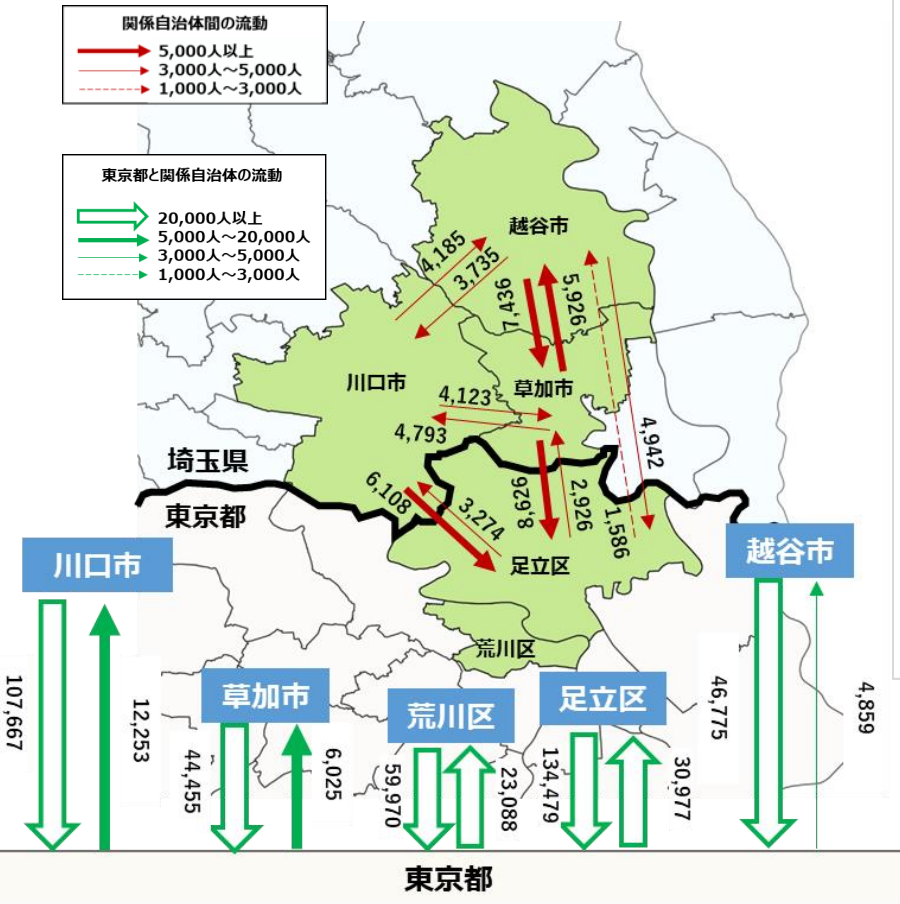 関係自治体間の流動
5,000人以上
3,000人～5,000人
1,000人～3,000人
東京都と関係自治体の流動
20,000人以上
5,000人～20,000人
3,000人～5,000人
1,000人～3,000人
越谷市
4,185
3,735
7,436
5,926
川口市
草加市
4,123
4,793
4,942
埼玉県
東京都
6,108
3,274
8,626
2,926
1,586
足立区
荒川区
川口市
越谷市
草加市
荒川区
足立区
107,667
12,253
44,455
6,025
59,970
23,088
134,479
30,977
46,775
4,859
東京都